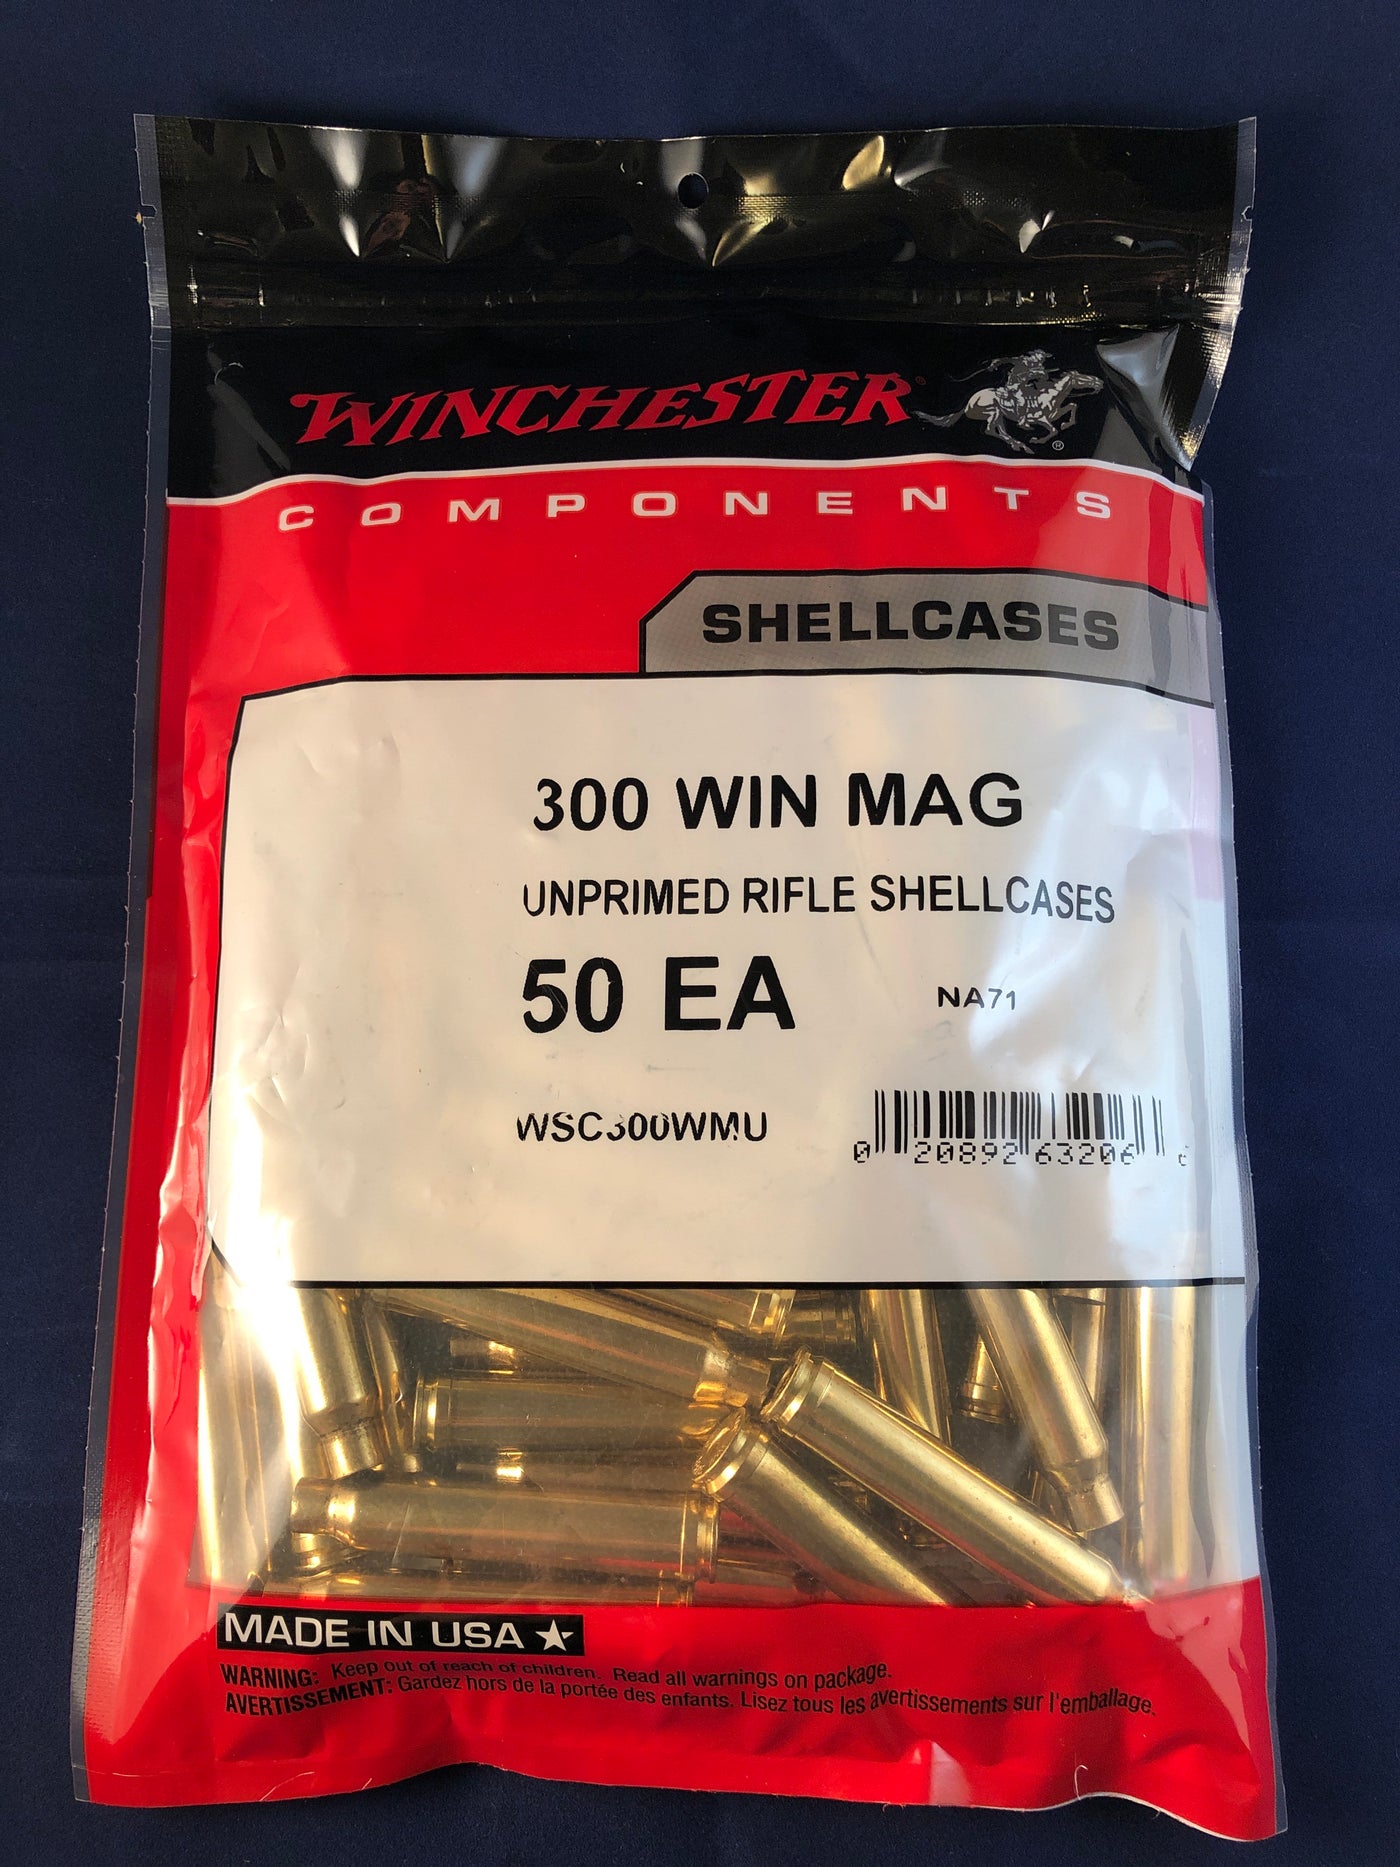 WINCHESTER ®
COMPONENTS
SHELLCASES
300 WIN MAG
UNPRIMED RIFLE SHELLCASES
50 EA NA71
WSC300WMU
0 20892 63206
MADE IN USA
WARNING: Keep out of reach of children. Read all warnings on package.
AVERTISSEMENT: Gardez hors de la portée des enfants. Lisez tous les avertissements sur l'emballage.